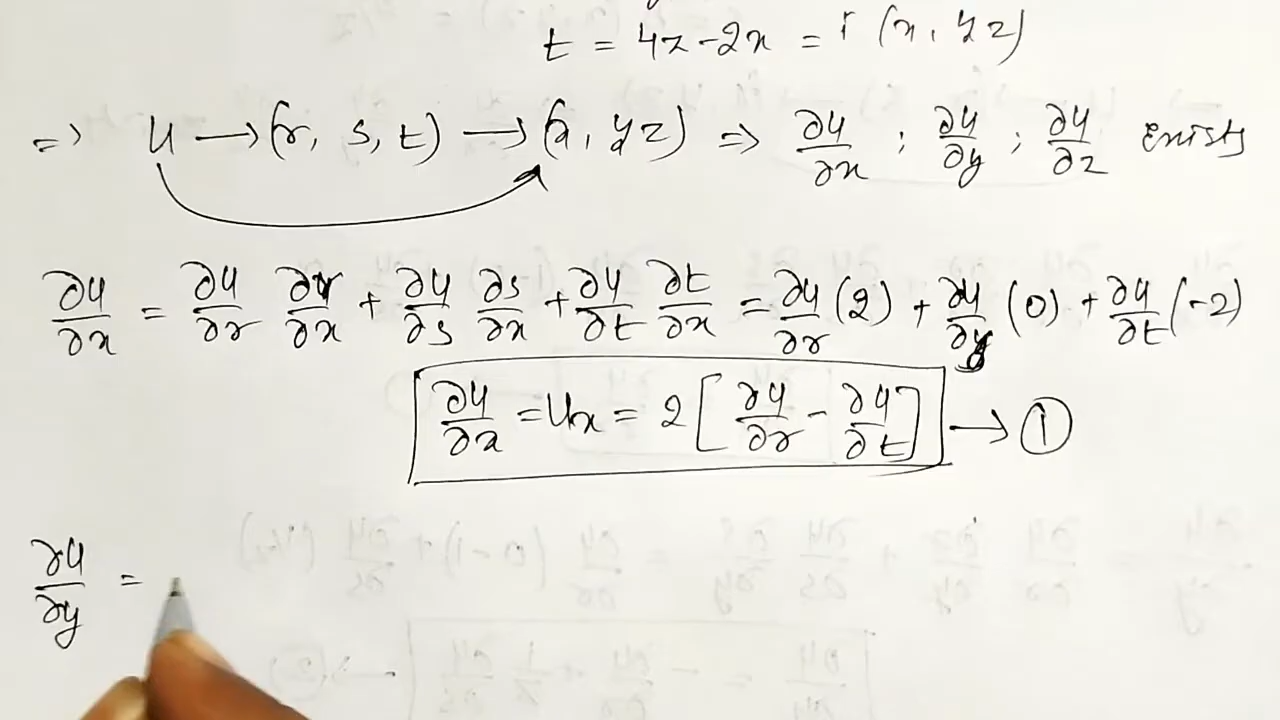 t = 4z - 2x = f (x, y z)
=> u → (r, s, t) → (x, y z) => ∂u/∂x ; ∂u/∂y ; ∂u/∂z exists
∂u/∂x = ∂u/∂r ∂r/∂x + ∂u/∂s ∂s/∂x + ∂u/∂t ∂t/∂x = ∂u/∂r (2) + ∂u/∂y (0) + ∂u/∂t (-2)
∂u/∂x = Ux = 2 [ ∂u/∂r - ∂u/∂t ] → ①
∂u/∂y =